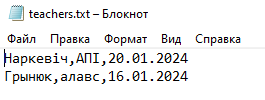 teachers.txt – Блокнот
Файл Правка Формат Вид Справка
Наркевіч,АПІ,20.01.2024
Грынюк,алавс,16.01.2024